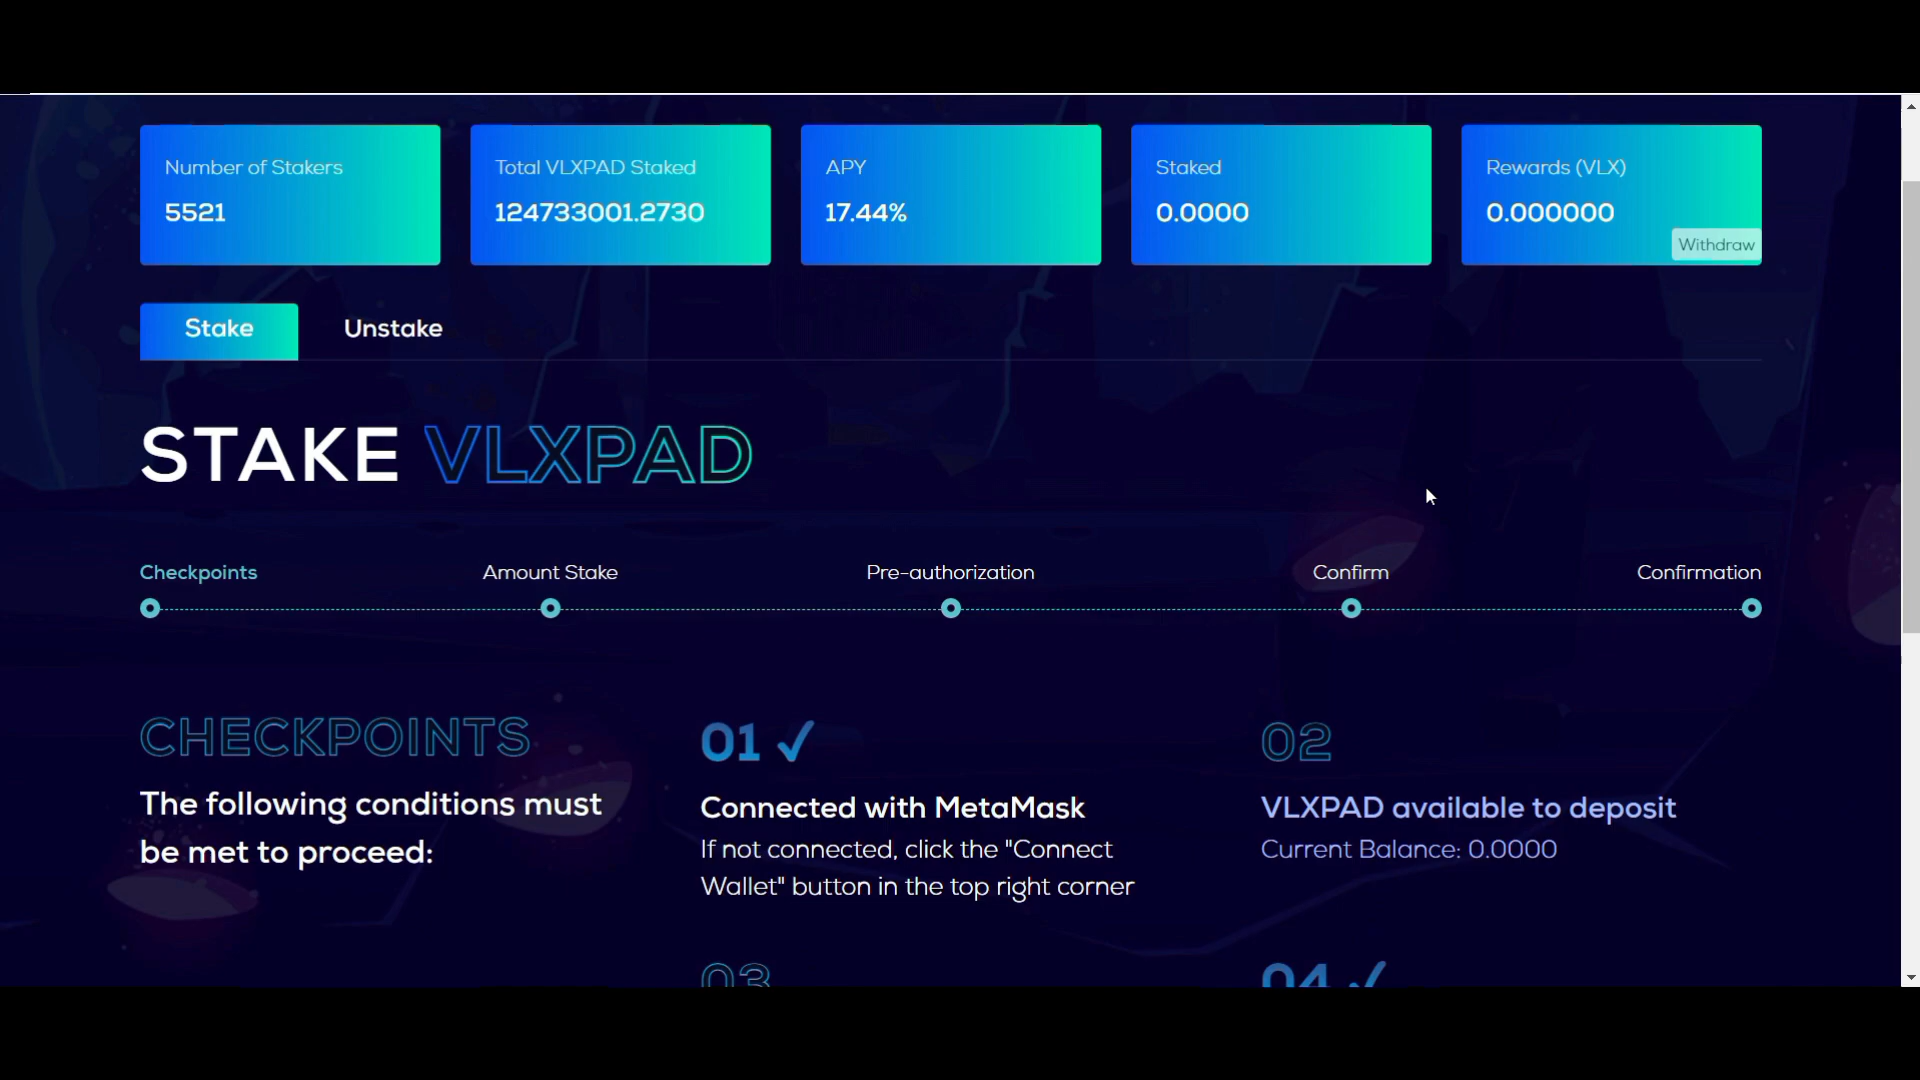 Number of Stakers
5521
Total VLXPAD Staked
124733001.2730
APY
17.44%
Staked
0.0000
Rewards (VLX)
0.000000
Withdraw
Stake
Unstake
STAKE VLXPAD
Checkpoints
Amount Stake
Pre-authorization
Confirm
Confirmation
CHECKPOINTS
The following conditions must
be met to proceed:
01 ✓
Connected with MetaMask
If not connected, click the "Connect
Wallet" button in the top right corner
02
VLXPAD available to deposit
Current Balance: 0.0000
03
04 ✓